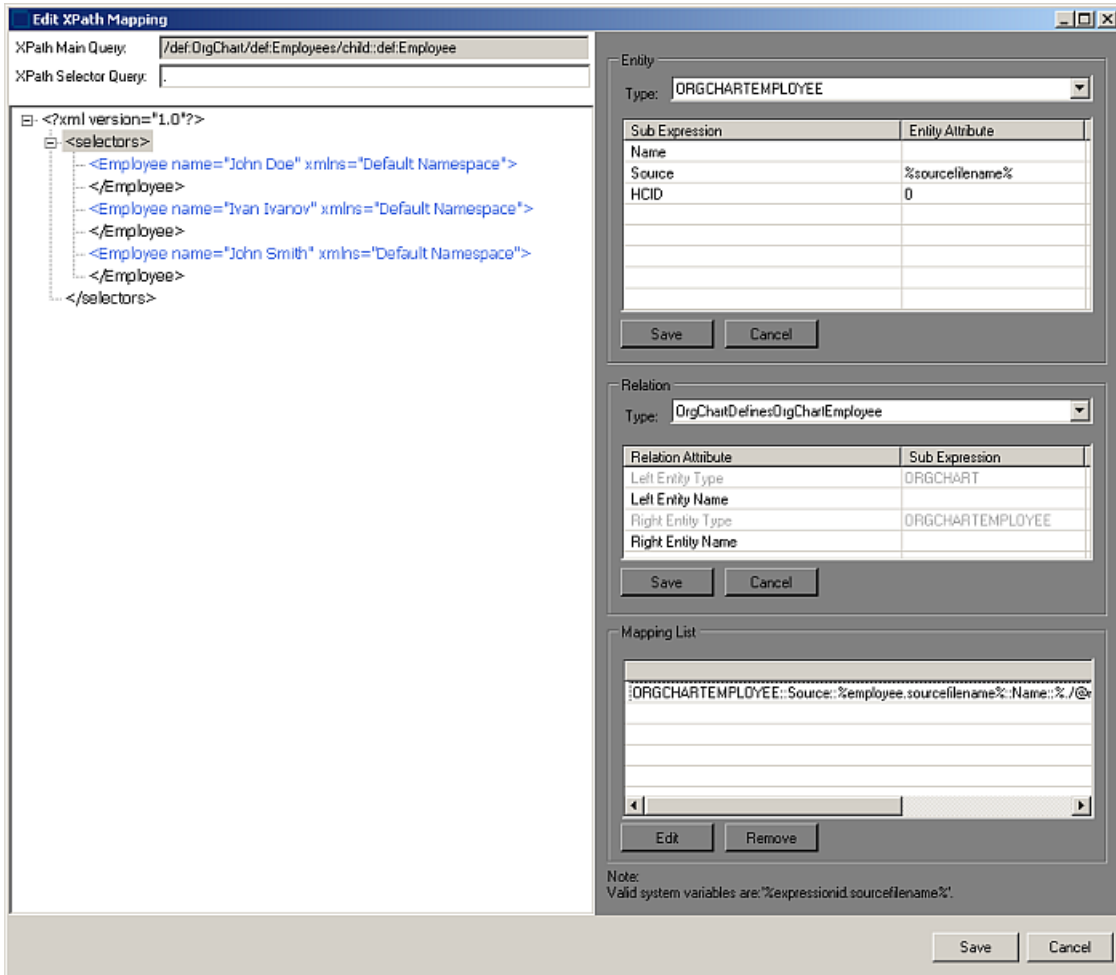 Edit XPath Mapping
XPath Main Query: /def:OrgChart/def:Employees/child::def:Employee
XPath Selector Query: .
<?xml version="1.0"?>
<selectors>
<Employee name="John Doe" xmlns="Default Namespace">
</Employee>
<Employee name="Ivan Ivanov" xmlns="Default Namespace">
</Employee>
<Employee name="John Smith" xmlns="Default Namespace">
</Employee>
</selectors>
Entity
Type: ORGCHARTEMPLOYEE
Sub Expression Entity Attribute
Name
Source %sourcefilename%
HCID 0
Save Cancel
Relation
Type: OrgChartDefinesOrgChartEmployee
Relation Attribute Sub Expression
Left Entity Type ORGCHART
Left Entity Name
Right Entity Type ORGCHARTEMPLOYEE
Right Entity Name
Save Cancel
Mapping List
ORGCHARTEMPLOYEE::Source::%employee.sourcefilename%::Name::%./@
Edit Remove
Note:
Valid system variables are:'%expressionid.sourcefilename%'.
Save Cancel